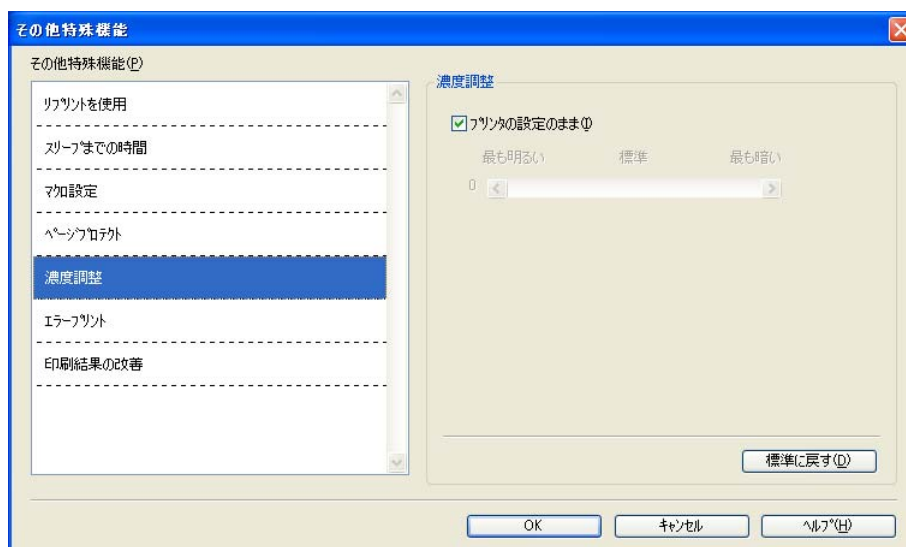 その他特殊機能
その他特殊機能(P)
ﾘﾌﾟﾘﾝﾄを使用
ｽﾘｰﾌﾟまでの時間
ﾏｸﾛ設定
ﾍﾟｰｼﾞﾌﾟﾛﾃｸﾄ
濃度調整
ｴﾗｰﾌﾟﾘﾝﾄ
印刷結果の改善
濃度調整
ﾌﾟﾘﾝﾀの設定のまま(I)
最も明るい 標準 最も暗い
0
標準に戻す(D)
OK ｷｬﾝｾﾙ ﾍﾙﾌﾟ(H)